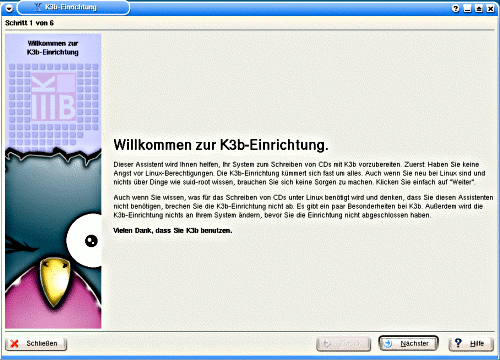 K3b-Einrichtung
Schritt 1 von 6
Willkommen zur
K3b-Einrichtung
K
B
Willkommen zur K3b-Einrichtung.
Dieser Assistent wird Ihnen helfen, Ihr System zum Schreiben von CDs mit K3b vorzubereiten. Zuerst: Haben Sie keine
Angst vor Linux-Berechtigungen. Die K3b-Einrichtung kümmert sich fast um alles. Auch wenn Sie neu bei Linux sind und
nichts über Dinge wie suid-root wissen, brauchen Sie sich keine Sorgen zu machen. Klicken Sie einfach auf "Weiter".
Auch wenn Sie wissen, was für das Schreiben von CDs unter Linux benötigt wird und denken, dass Sie diesen Assistenten
nicht benötigen, brechen Sie die K3b-Einrichtung nicht ab. Es gibt ein paar Besonderheiten bei K3b. Außerdem wird die
K3b-Einrichtung nichts an Ihrem System ändern, bevor Sie die Einrichtung nicht abgeschlossen haben.
Vielen Dank, dass Sie K3b benutzen.
Schließen
Zurück
Nächster
Hilfe